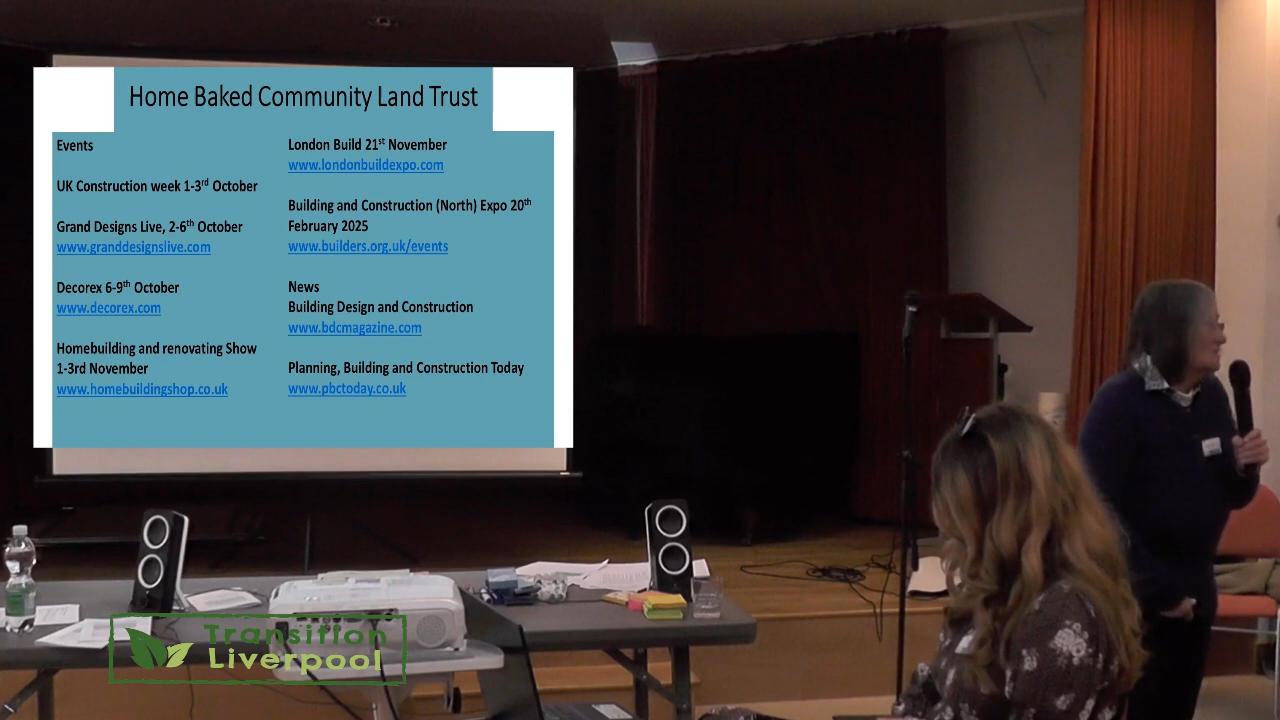 Home Baked Community Land Trust
Events
UK Construction week 1-3rd October
Grand Designs Live, 2-6th October
www.granddesignslive.com
Decorex 6-9th October
www.decorex.com
Homebuilding and renovating Show
1-3rd November
www.homebuildingshop.co.uk
London Build 21st November
www.londonbuildexpo.com
Building and Construction (North) Expo 20th
February 2025
www.builders.org.uk/events
News
Building Design and Construction
www.bdcmagazine.com
Planning, Building and Construction Today
www.pbctoday.co.uk
Transition
Liverpool